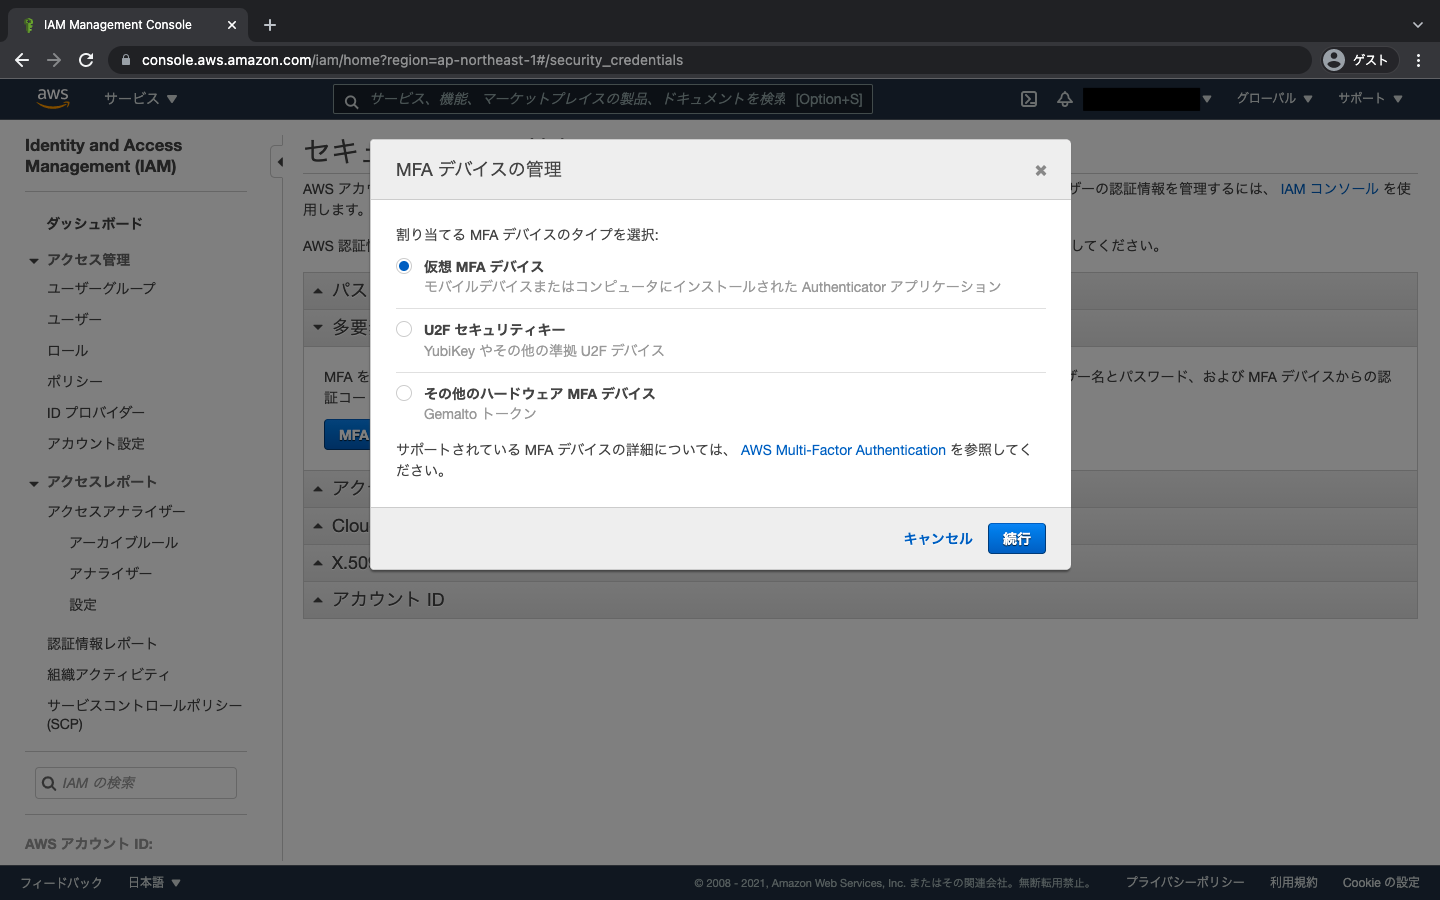 IAM Management Console
console.aws.amazon.com/iam/home?region=ap-northeast-1#/security_credentials
ゲスト
aws
サービス
サービス、機能、マーケットプレイスの製品、ドキュメントを検索 [Option+S]
グローバル
サポート
Identity and Access
Management (IAM)
ダッシュボード
アクセス管理
ユーザーグループ
ユーザー
ロール
ポリシー
ID プロバイダー
アカウント設定
アクセスレポート
アクセスアナライザー
アーカイブルール
アナライザー
設定
認証情報レポート
組織アクティビティ
サービスコントロールポリシー
(SCP)
IAM の検索
AWS アカウント ID:
セキ
AWS アカ
ザーの認証情報を管理するには、 IAM コンソール を使
用します。
AWS 認証
してください。
パス
多要
MFA を
ザー名とパスワード、および MFA デバイスからの認
証コー
MFA
アク
Clou
X.509
アカウント ID
MFA デバイスの管理
割り当てる MFA デバイスのタイプを選択:
仮想 MFA デバイス
モバイルデバイスまたはコンピュータにインストールされた Authenticator アプリケーション
U2F セキュリティキー
YubiKey やその他の準拠 U2F デバイス
その他のハードウェア MFA デバイス
Gemalto トークン
サポートされている MFA デバイスの詳細については、 AWS Multi-Factor Authentication を参照してく
ださい。
キャンセル
続行
フィードバック
日本語
© 2008 - 2021, Amazon Web Services, Inc. またはその関連会社。無断転用禁止。
プライバシーポリシー
利用規約
Cookie の設定